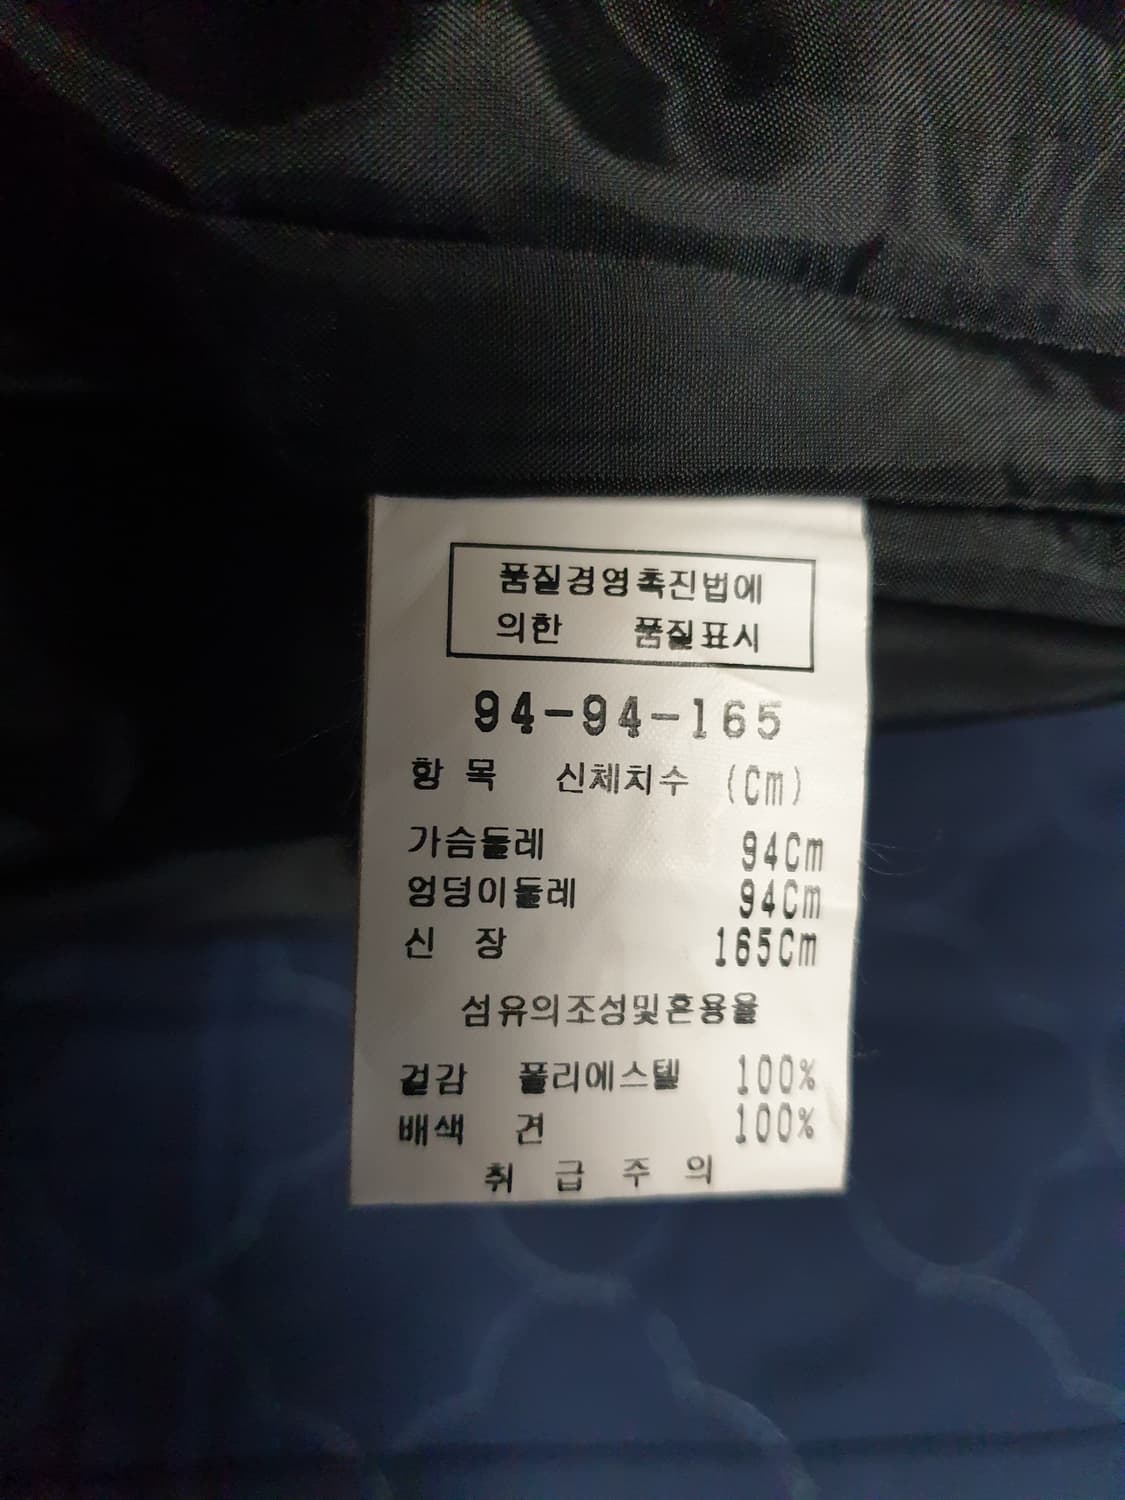 품질경영촉진법에
의한 품질표시
94-94-165
항 목 신체치수 (Cm)
가슴둘레 94Cm
엉덩이둘레 94Cm
신 장 165Cm
섬유의조성및혼용율
겉감 폴리에스텔 100%
배색 견 100%
취 급 주 의